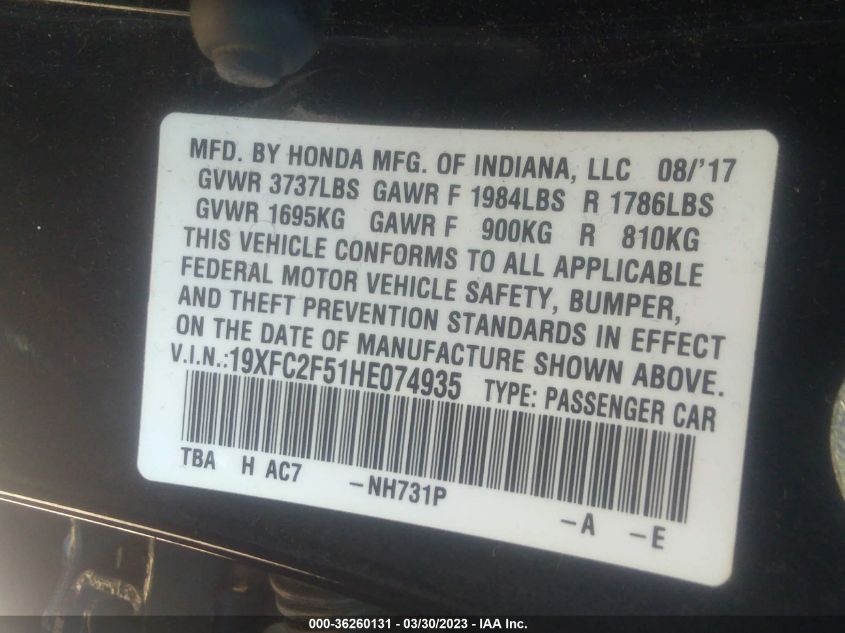 MFD. BY HONDA MFG. OF INDIANA, LLC 08/'17
GVWR 3737LBS GAWR F 1984LBS R 1786LBS
GVWR 1695KG GAWR F 900KG R 810KG
THIS VEHICLE CONFORMS TO ALL APPLICABLE
FEDERAL MOTOR VEHICLE SAFETY, BUMPER,
AND THEFT PREVENTION STANDARDS IN EFFECT
ON THE DATE OF MANUFACTURE SHOWN ABOVE.
V.I.N.:19XFC2F51HE074935 TYPE: PASSENGER CAR
TBA H AC7 -NH731P -A -E
000-36260131 - 03/30/2023 - IAA Inc.